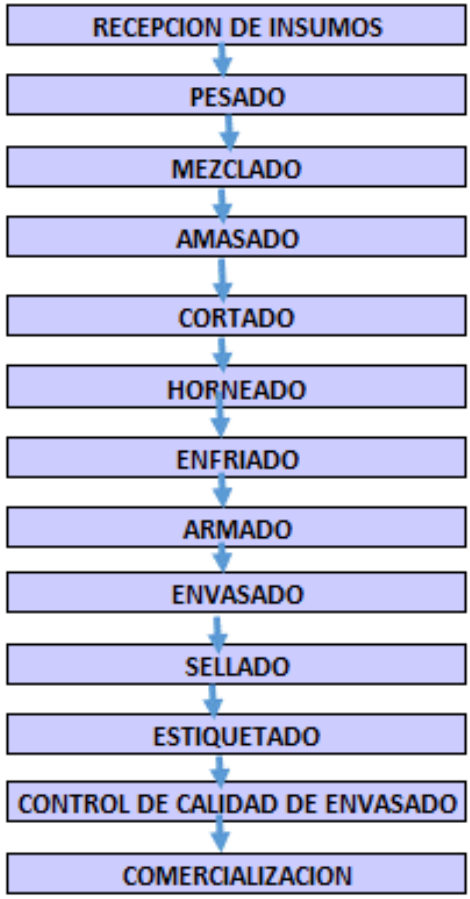 RECEPCION DE INSUMOS
PESADO
MEZCLADO
AMASADO
CORTADO
HORNEADO
ENFRIADO
ARMADO
ENVASADO
SELLADO
ESTIQUETADO
CONTROL DE CALIDAD DE ENVASADO
COMERCIALIZACION